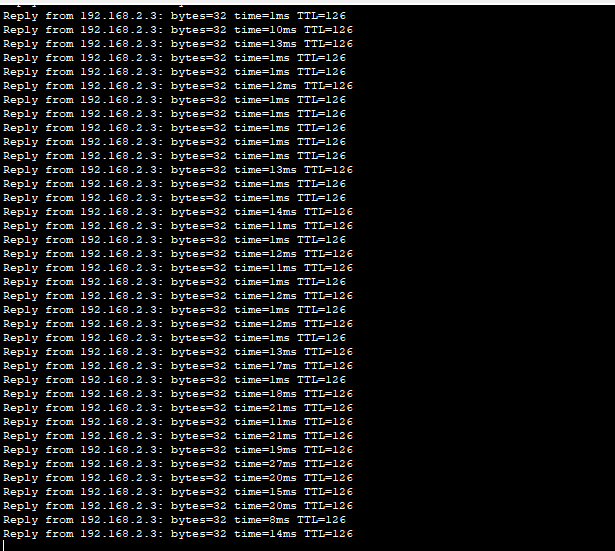 Reply from 192.168.2.3: bytes=32 time=1ms TTL=126
Reply from 192.168.2.3: bytes=32 time=10ms TTL=126
Reply from 192.168.2.3: bytes=32 time=13ms TTL=126
Reply from 192.168.2.3: bytes=32 time=1ms TTL=126
Reply from 192.168.2.3: bytes=32 time=1ms TTL=126
Reply from 192.168.2.3: bytes=32 time=12ms TTL=126
Reply from 192.168.2.3: bytes=32 time=1ms TTL=126
Reply from 192.168.2.3: bytes=32 time=1ms TTL=126
Reply from 192.168.2.3: bytes=32 time=1ms TTL=126
Reply from 192.168.2.3: bytes=32 time=1ms TTL=126
Reply from 192.168.2.3: bytes=32 time=1ms TTL=126
Reply from 192.168.2.3: bytes=32 time=13ms TTL=126
Reply from 192.168.2.3: bytes=32 time=1ms TTL=126
Reply from 192.168.2.3: bytes=32 time=1ms TTL=126
Reply from 192.168.2.3: bytes=32 time=14ms TTL=126
Reply from 192.168.2.3: bytes=32 time=11ms TTL=126
Reply from 192.168.2.3: bytes=32 time=1ms TTL=126
Reply from 192.168.2.3: bytes=32 time=12ms TTL=126
Reply from 192.168.2.3: bytes=32 time=11ms TTL=126
Reply from 192.168.2.3: bytes=32 time=1ms TTL=126
Reply from 192.168.2.3: bytes=32 time=12ms TTL=126
Reply from 192.168.2.3: bytes=32 time=1ms TTL=126
Reply from 192.168.2.3: bytes=32 time=12ms TTL=126
Reply from 192.168.2.3: bytes=32 time=1ms TTL=126
Reply from 192.168.2.3: bytes=32 time=13ms TTL=126
Reply from 192.168.2.3: bytes=32 time=17ms TTL=126
Reply from 192.168.2.3: bytes=32 time=1ms TTL=126
Reply from 192.168.2.3: bytes=32 time=18ms TTL=126
Reply from 192.168.2.3: bytes=32 time=21ms TTL=126
Reply from 192.168.2.3: bytes=32 time=11ms TTL=126
Reply from 192.168.2.3: bytes=32 time=21ms TTL=126
Reply from 192.168.2.3: bytes=32 time=19ms TTL=126
Reply from 192.168.2.3: bytes=32 time=27ms TTL=126
Reply from 192.168.2.3: bytes=32 time=20ms TTL=126
Reply from 192.168.2.3: bytes=32 time=15ms TTL=126
Reply from 192.168.2.3: bytes=32 time=20ms TTL=126
Reply from 192.168.2.3: bytes=32 time=8ms TTL=126
Reply from 192.168.2.3: bytes=32 time=14ms TTL=126